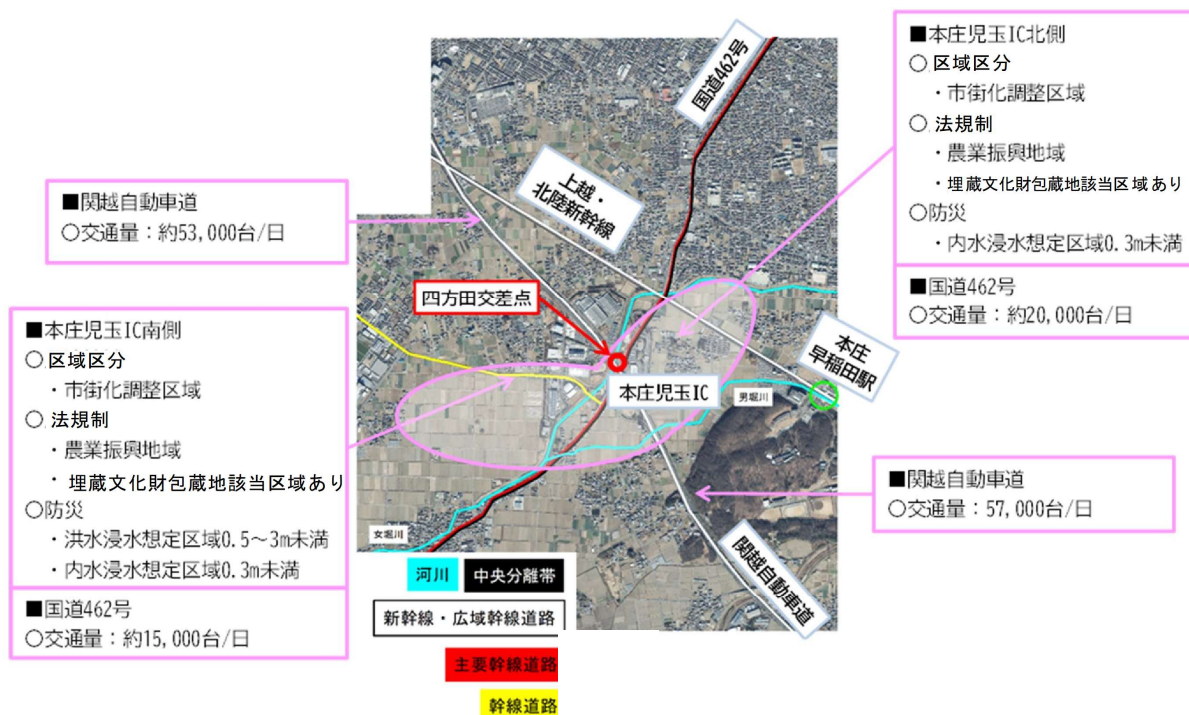 ■本庄児玉IC北側
○区域区分
・市街化調整区域
○法規制
・農業振興地域
・埋蔵文化財包蔵地該当区域あり
○防災
・内水浸水想定区域0.3m未満
■国道462号
○交通量：約20,000台/日
国道462号
上越・
北陸新幹線
■関越自動車道
○交通量：約53,000台/日
四方田交差点
本庄
早稲田駅
本庄児玉IC
男堀川
■本庄児玉IC南側
○区域区分
・市街化調整区域
○法規制
・農業振興地域
・埋蔵文化財包蔵地該当区域あり
○防災
・洪水浸水想定区域0.5～3m未満
・内水浸水想定区域0.3m未満
■国道462号
○交通量：約15,000台/日
■関越自動車道
○交通量：57,000台/日
女堀川
関越自動車道
河川
中央分離帯
新幹線・広域幹線道路
主要幹線道路
幹線道路